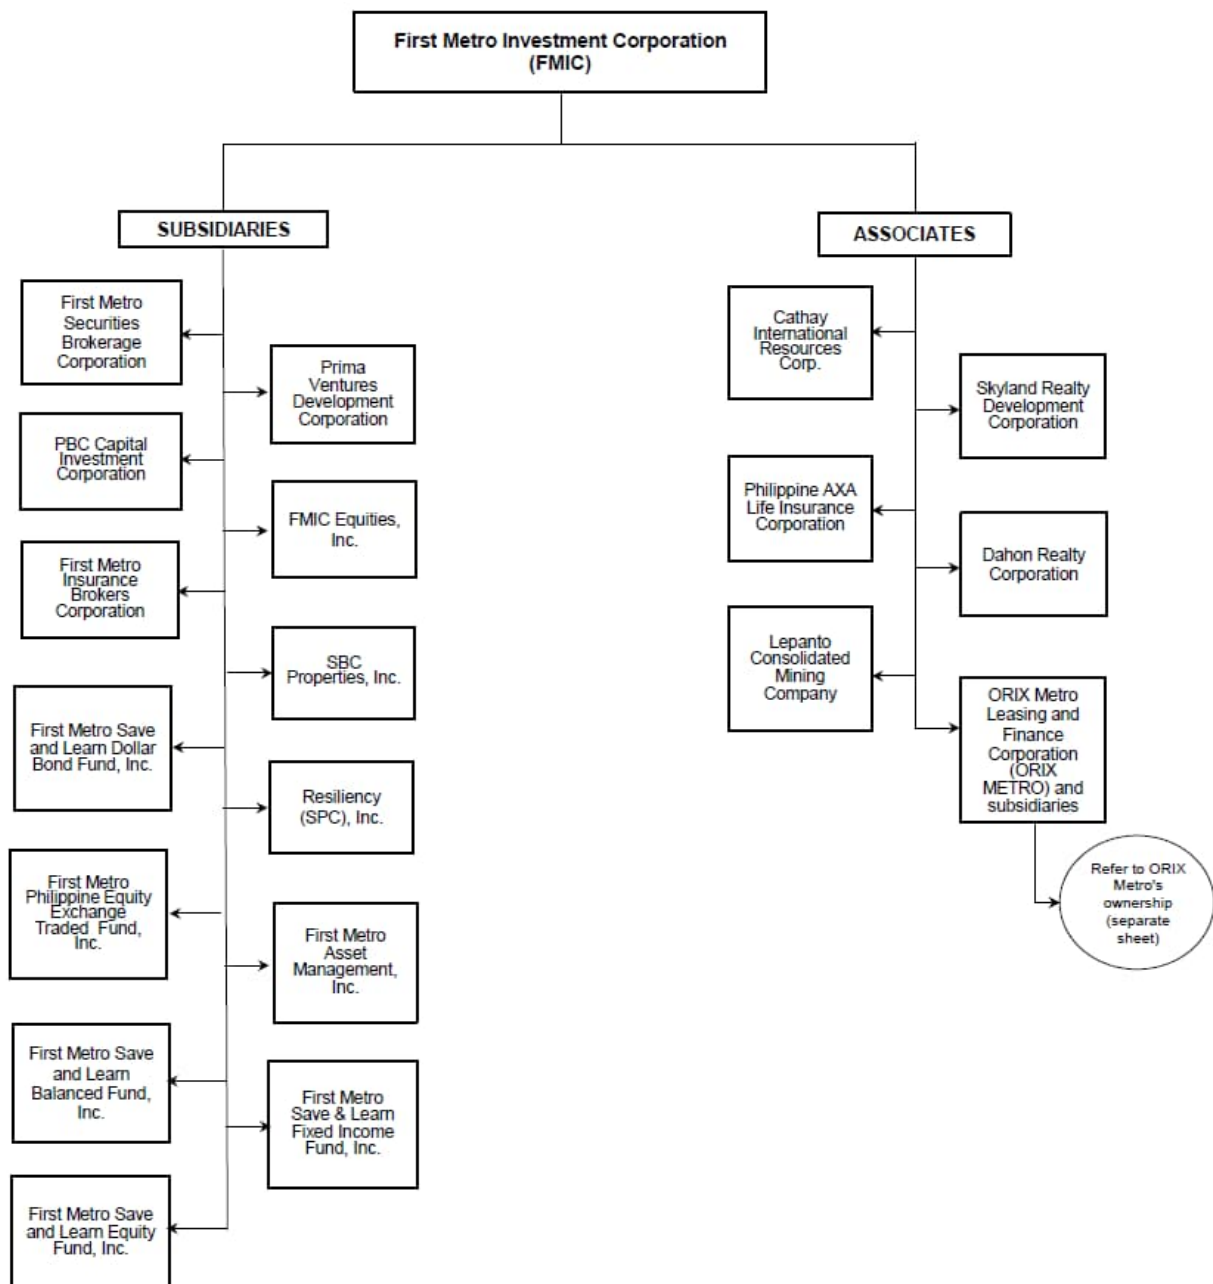 First Metro Investment Corporation
(FMIC)
SUBSIDIARIES
ASSOCIATES
First Metro
Securities
Brokerage
Corporation
Prima
Ventures
Development
Corporation
PBC Capital
Investment
Corporation
FMIC Equities,
Inc.
First Metro
Insurance
Brokers
Corporation
SBC
Properties, Inc.
First Metro Save
and Learn Dollar
Bond Fund, Inc.
Resiliency
(SPC), Inc.
First Metro
Philippine Equity
Exchange
Traded Fund,
Inc.
First Metro
Asset
Management,
Inc.
First Metro Save
and Learn
Balanced Fund,
Inc.
First Metro
Save & Learn
Fixed Income
Fund, Inc.
First Metro Save
and Learn Equity
Fund, Inc.
Cathay
International
Resources
Corp.
Skyland Realty
Development
Corporation
Philippine AXA
Life Insurance
Corporation
Dahon Realty
Corporation
Lepanto
Consolidated
Mining
Company
ORIX Metro
Leasing and
Finance
Corporation
(ORIX
METRO) and
subsidiaries
Refer to ORIX
Metro's
ownership
(separate
sheet)